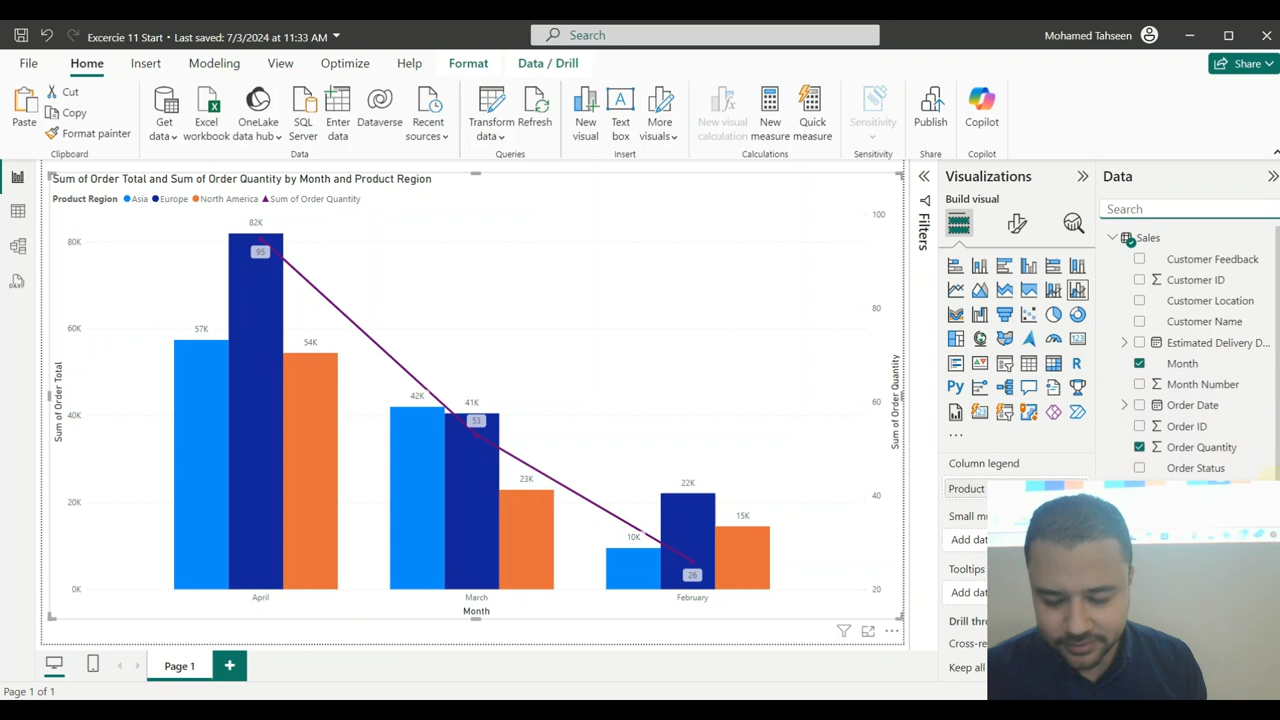 Excercie 11 Start • Last saved: 7/3/2024 at 11:33 AM
Search
Mohamed Tahseen
File Home Insert Modeling View Optimize Help Format Data / Drill
Share
Paste
Cut
Copy
Format painter
Clipboard
Get data
Excel workbook
OneLake data hub
SQL Server
Enter data
Dataverse
Recent sources
Data
Transform data
Refresh
Queries
New visual
Text box
More visuals
Insert
New visual calculation
New measure
Quick measure
Calculations
Sensitivity
Sensitivity
Publish
Share
Copilot
Copilot
Sum of Order Total and Sum of Order Quantity by Month and Product Region
Product Region Asia Europe North America Sum of Order Quantity
Sum of Order Total
80K
60K
40K
20K
0K
57K
82K
95
54K
42K
41K
53
23K
10K
22K
26
15K
100
80
60
40
20
Sum of Order Quantity
April March February
Month
Filters
Visualizations
Build visual
R
Py
Column legend
Product
Small mu
Add dat
Tooltips
Add dat
Drill thr
Cross-re
Keep all
Data
Search
Sales
Customer Feedback
Customer ID
Customer Location
Customer Name
Estimated Delivery D...
Month
Month Number
Order Date
Order ID
Order Quantity
Order Status
Page 1
Page 1 of 1